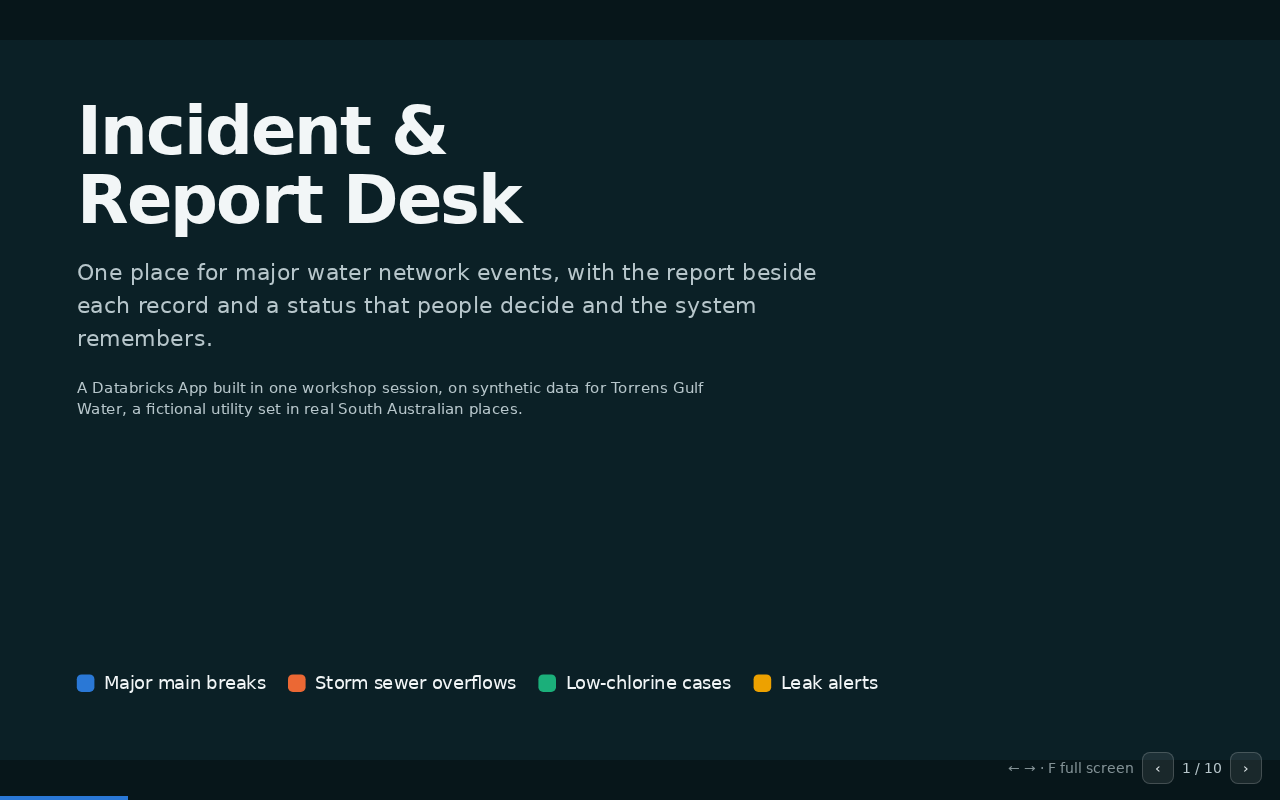 Incident &
Report Desk
One place for major water network events, with the report beside
each record and a status that people decide and the system
remembers.
A Databricks App built in one workshop session, on synthetic data for Torrens Gulf
Water, a fictional utility set in real South Australian places.
Major main breaks Storm sewer overflows Low-chlorine cases Leak alerts
← → · F full screen ‹ 1 / 10 ›